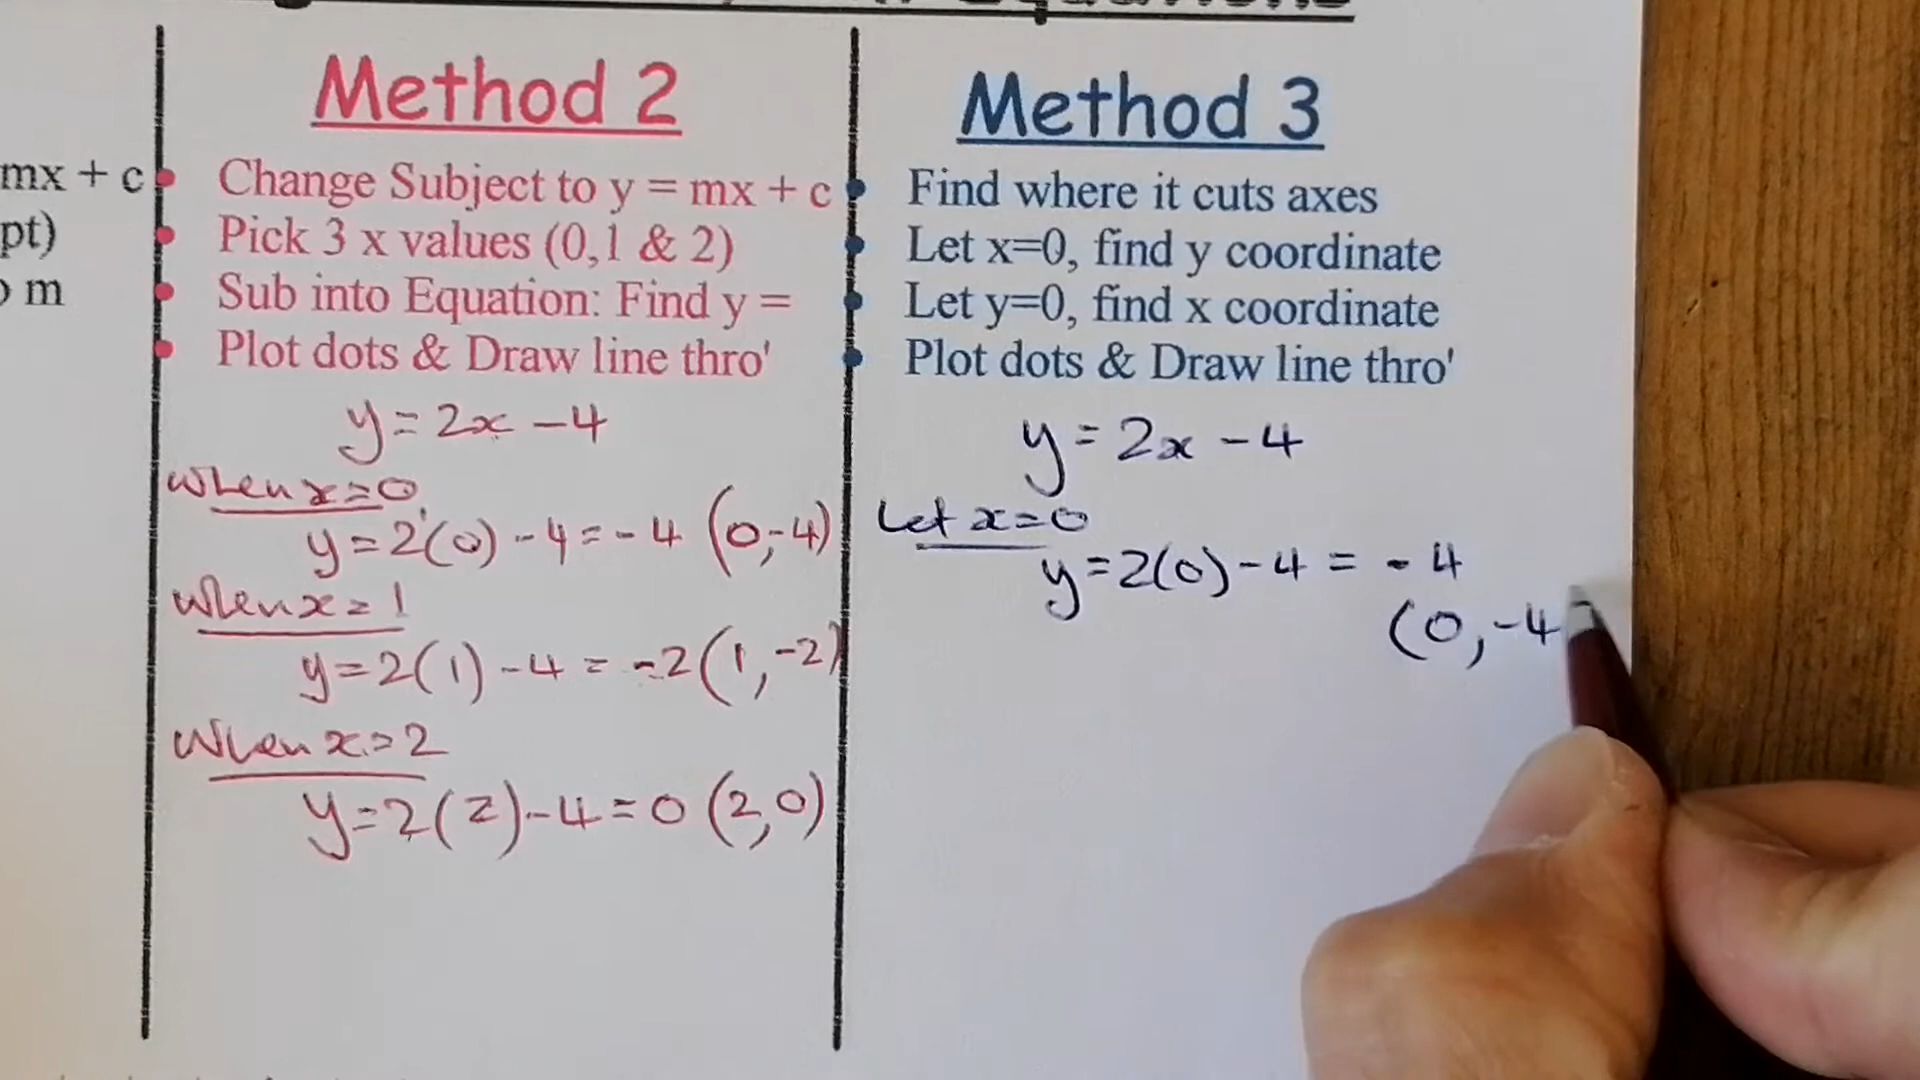 Equations
mx + c
pt)
o m
Method 2
• Change Subject to y = mx + c
• Pick 3 x values (0,1 & 2)
• Sub into Equation: Find y =
• Plot dots & Draw line thro'
y = 2x - 4
When x = 0
y = 2(0) - 4 = -4 (0,-4)
When x = 1
y = 2(1) - 4 = -2 (1,-2)
When x = 2
y = 2(2) - 4 = 0 (2,0)
Method 3
• Find where it cuts axes
• Let x=0, find y coordinate
• Let y=0, find x coordinate
• Plot dots & Draw line thro'
y = 2x - 4
Let x = 0
y = 2(0) - 4 = -4
(0,-4